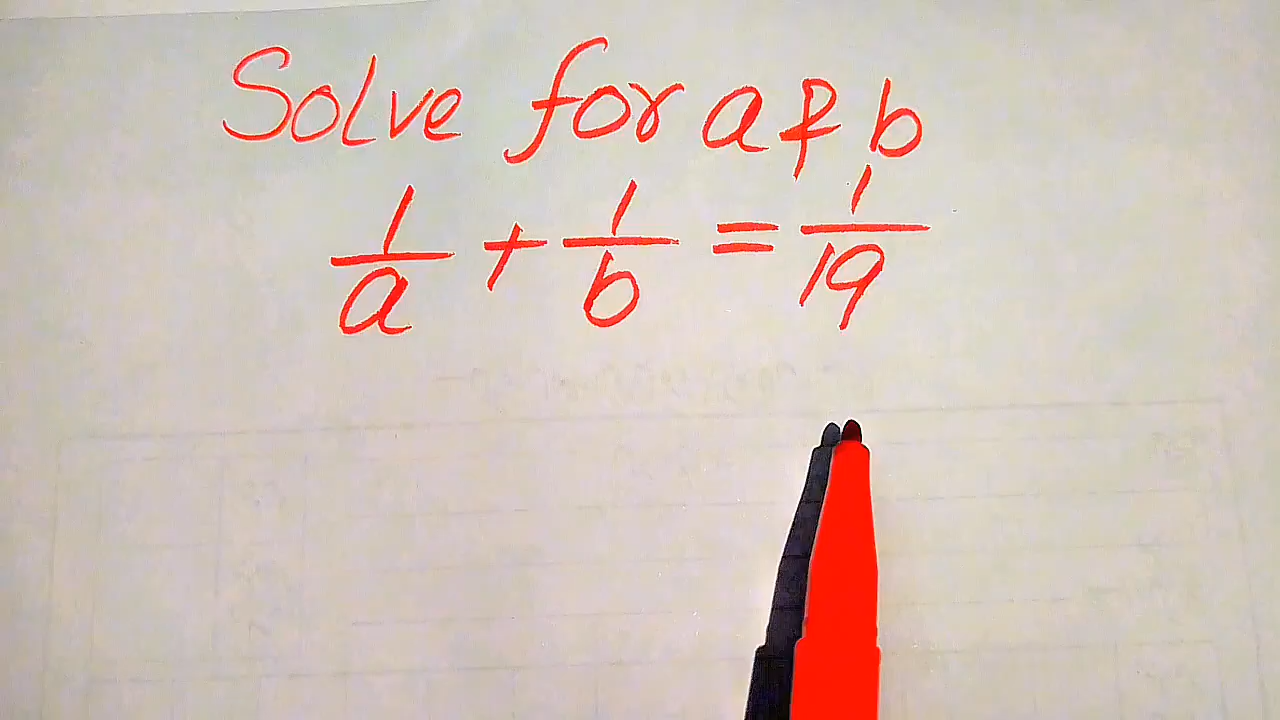 Solve for a & b
1/a + 1/b = 1/19